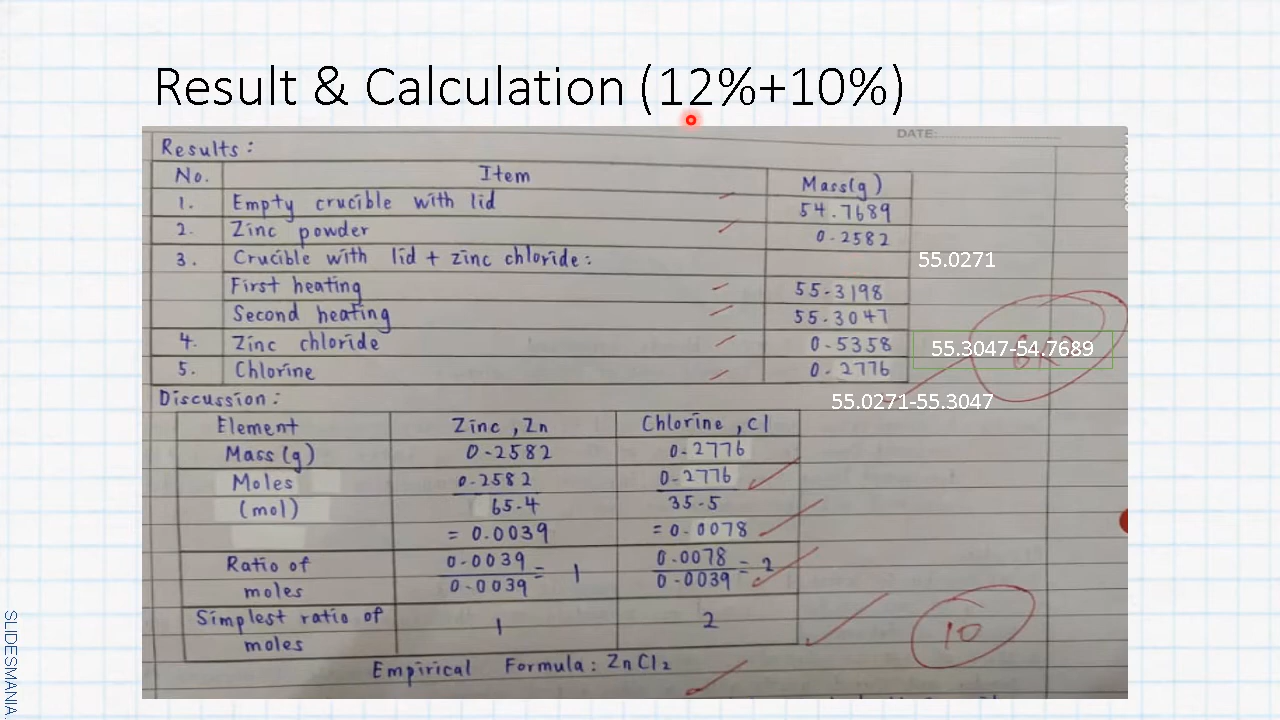 Result & Calculation (12%+10%)
DATE:
Results:
No. Item Mass(g)
1. Empty crucible with lid 54.7689
2. Zinc powder 0.2582
3. Crucible with lid + zinc chloride: 55.0271
First heating 55.3198
Second heating 55.3047
4. Zinc chloride 0.5358 55.3047-54.7689
5. Chlorine 0.2776
55.0271-55.3047
Discussion:
Element Zinc, Zn Chlorine, Cl
Mass (g) 0.2582 0.2776
Moles 0.2582 0.2776
(mol) 65.4 35.5
= 0.0039 = 0.0078
Ratio of 0.0039 = 1 0.0078 = 2
moles 0.0039 0.0039
Simplest ratio of 1 2
moles
10
Empirical Formula: ZnCl₂
SLIDESMANIA.